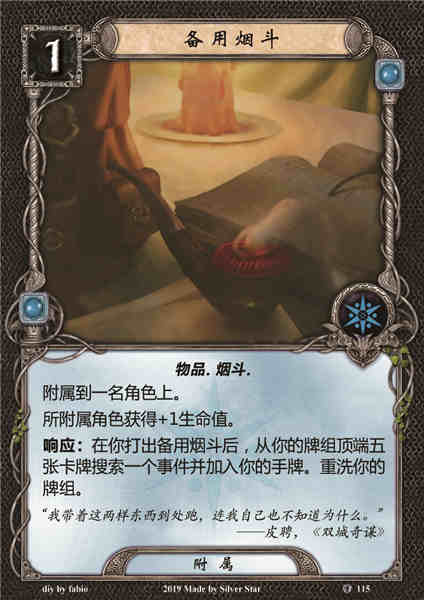 备用烟斗
1
物品. 烟斗.
附属到一名角色上。
所附属角色获得+1生命值。
响应：在你打出备用烟斗后，从你的牌组顶端五
张卡牌搜索一个事件并加入你的手牌。重洗你的
牌组。
“我带着这两样东西到处跑，连我自己也不知道为什么。”
——皮聘，《双城奇谋》
附属
diy by fabio 2019 Made by Silver Star 115